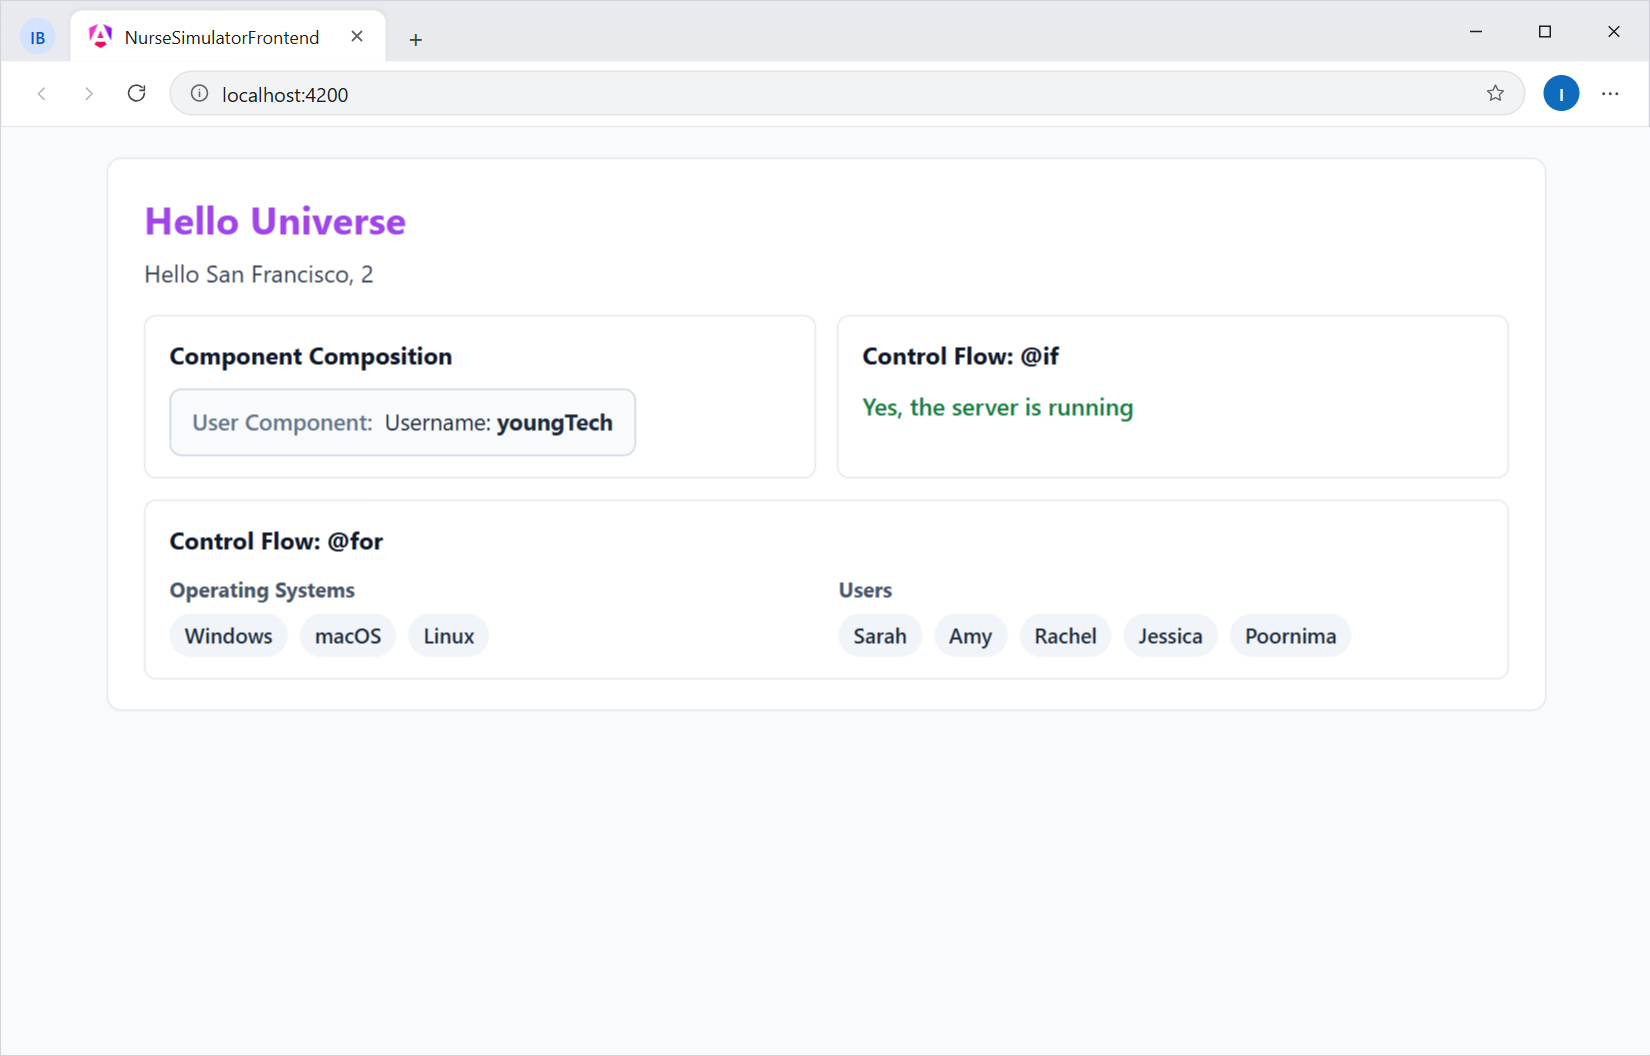 IB
NurseSimulatorFrontend
localhost:4200
I
Hello Universe
Hello San Francisco, 2
Component Composition
User Component: Username: youngTech
Control Flow: @if
Yes, the server is running
Control Flow: @for
Operating Systems
Windows macOS Linux
Users
Sarah Amy Rachel Jessica Poornima